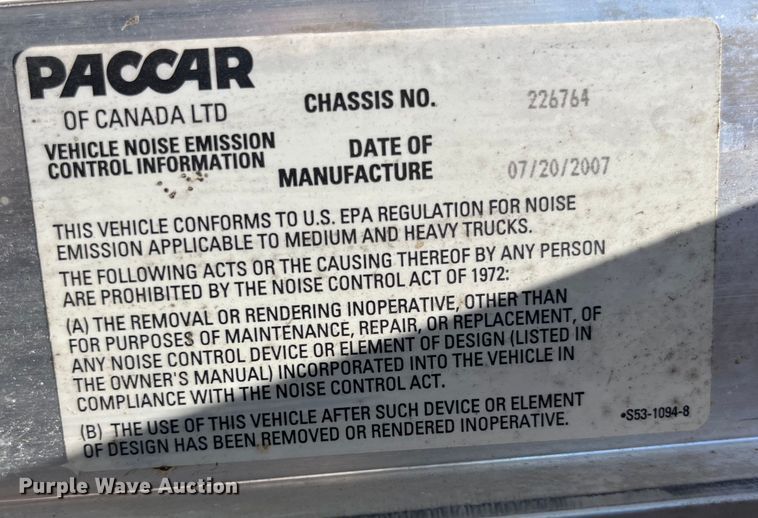 PACCAR
OF CANADA LTD
VEHICLE NOISE EMISSION
CONTROL INFORMATION
CHASSIS NO. 226764
DATE OF
MANUFACTURE 07/20/2007
THIS VEHICLE CONFORMS TO U.S. EPA REGULATION FOR NOISE
EMISSION APPLICABLE TO MEDIUM AND HEAVY TRUCKS.
THE FOLLOWING ACTS OR THE CAUSING THEREOF BY ANY PERSON
ARE PROHIBITED BY THE NOISE CONTROL ACT OF 1972:
(A) THE REMOVAL OR RENDERING INOPERATIVE, OTHER THAN
FOR PURPOSES OF MAINTENANCE, REPAIR, OR REPLACEMENT, OF
ANY NOISE CONTROL DEVICE OR ELEMENT OF DESIGN (LISTED IN
THE OWNER'S MANUAL) INCORPORATED INTO THE VEHICLE IN
COMPLIANCE WITH THE NOISE CONTROL ACT.
(B) THE USE OF THIS VEHICLE AFTER SUCH DEVICE OR ELEMENT
OF DESIGN HAS BEEN REMOVED OR RENDERED INOPERATIVE.
•S53-1094-8
Purple Wave Auction